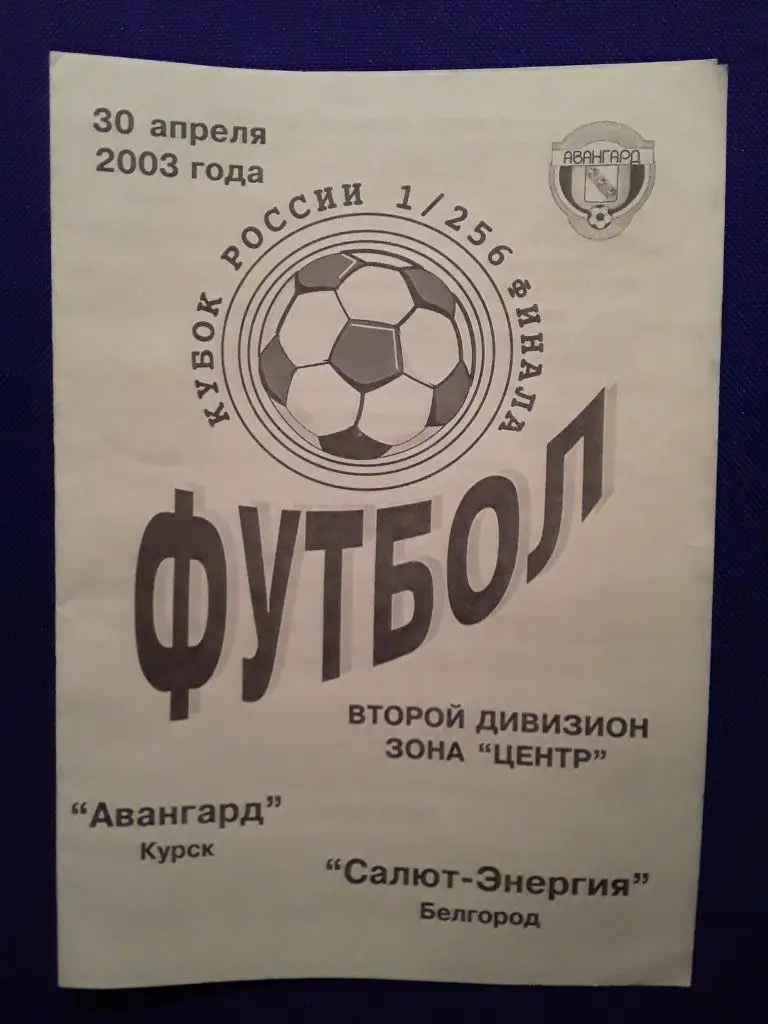 30 апреля
2003 года
АВАНГАРД
КУБОК РОССИИ 1/256 ФИНАЛА
ФУТБОЛ
ВТОРОЙ ДИВИЗИОН
ЗОНА "ЦЕНТР"
"Авангард"
Курск
"Салют-Энергия"
Белгород